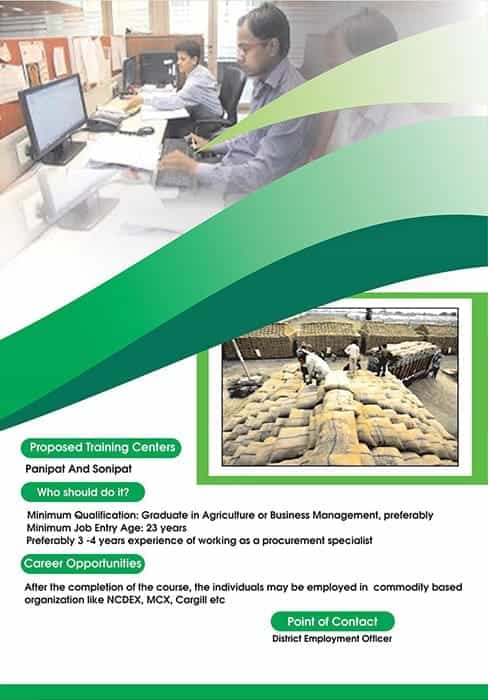 Proposed Training Centers
Panipat And Sonipat
Who should do it?
Minimum Qualification: Graduate in Agriculture or Business Management, preferably
Minimum Job Entry Age: 23 years
Preferably 3 -4 years experience of working as a procurement specialist
Career Opportunities
After the completion of the course, the individuals may be employed in commodity based
organization like NCDEX, MCX, Cargill etc
Point of Contact
District Employment Officer